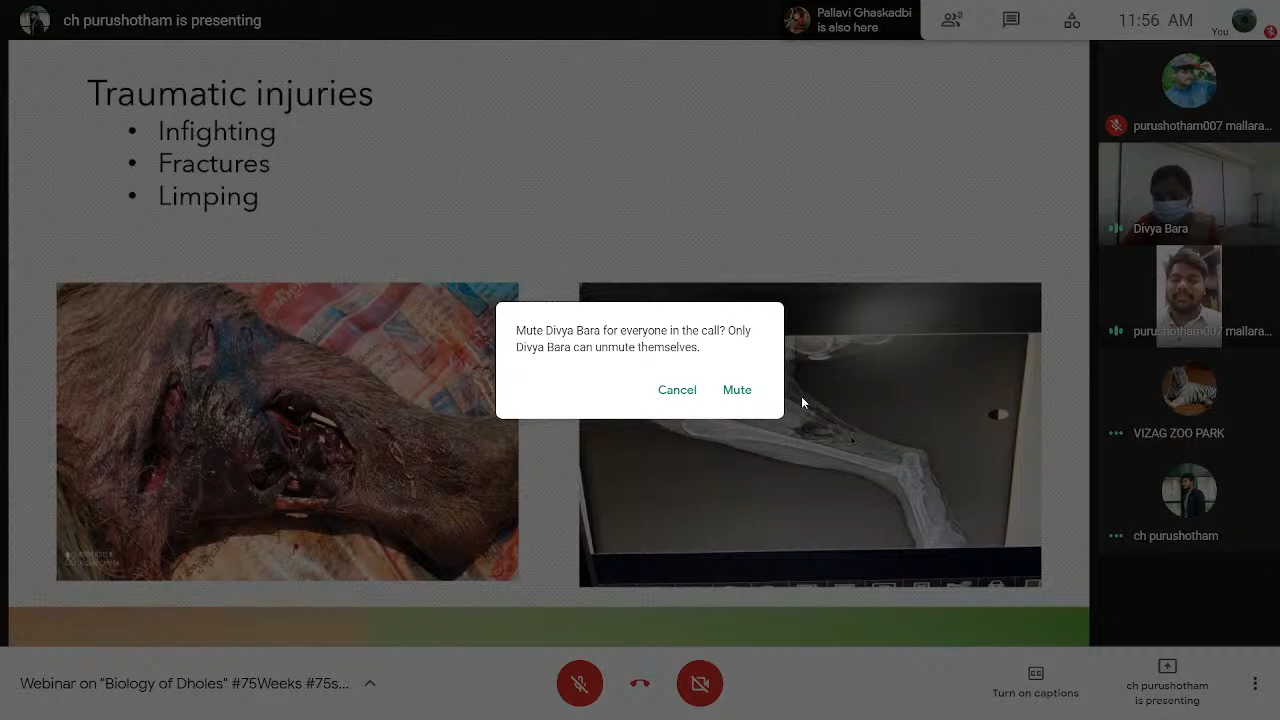 ch purushotham is presenting
Pallavi Ghaskadbi
is also here
8
11:56 AM
You
Traumatic injuries
• Infighting
• Fractures
• Limping
purushotham007 mallara...
Divya Bara
purushotham007 mallara...
VIZAG ZOO PARK
ch purushotham
Mute Divya Bara for everyone in the call? Only
Divya Bara can unmute themselves.
Cancel
Mute
Webinar on "Biology of Dholes" #75Weeks #75s...
CC
Turn on captions
ch purushotham
is presenting